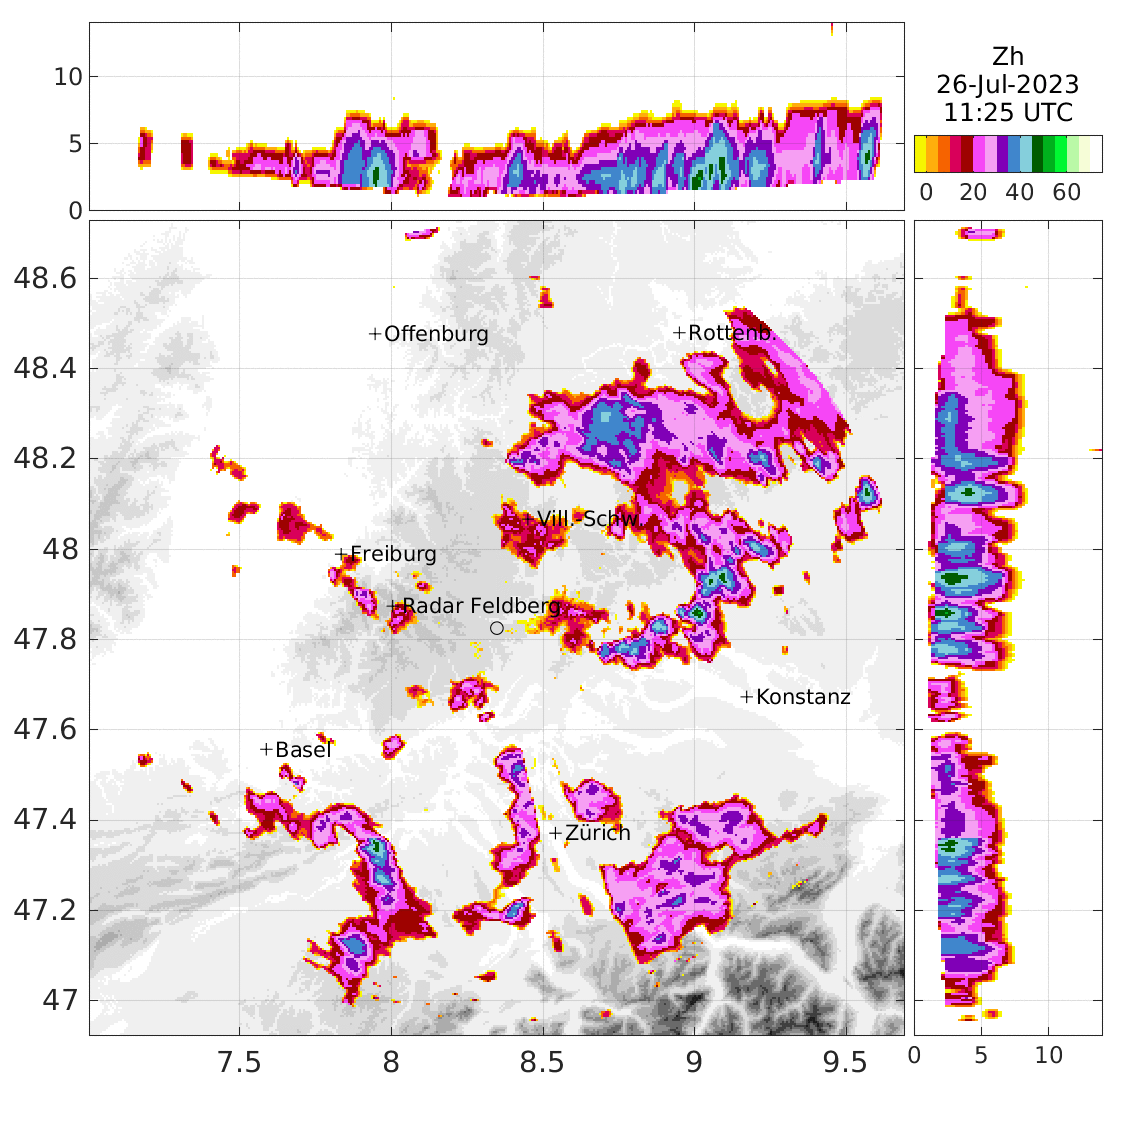 Zh
26-Jul-2023
11:25 UTC
0 20 40 60
10
5
0
48.6
48.4
48.2
48
47.8
47.6
47.4
47.2
47
+Offenburg
+Rottenb.
+Vill.-Schw.
+Freiburg
+Radar Feldberg
+Konstanz
+Basel
+Zürich
7.5 8 8.5 9 9.5
0 5 10